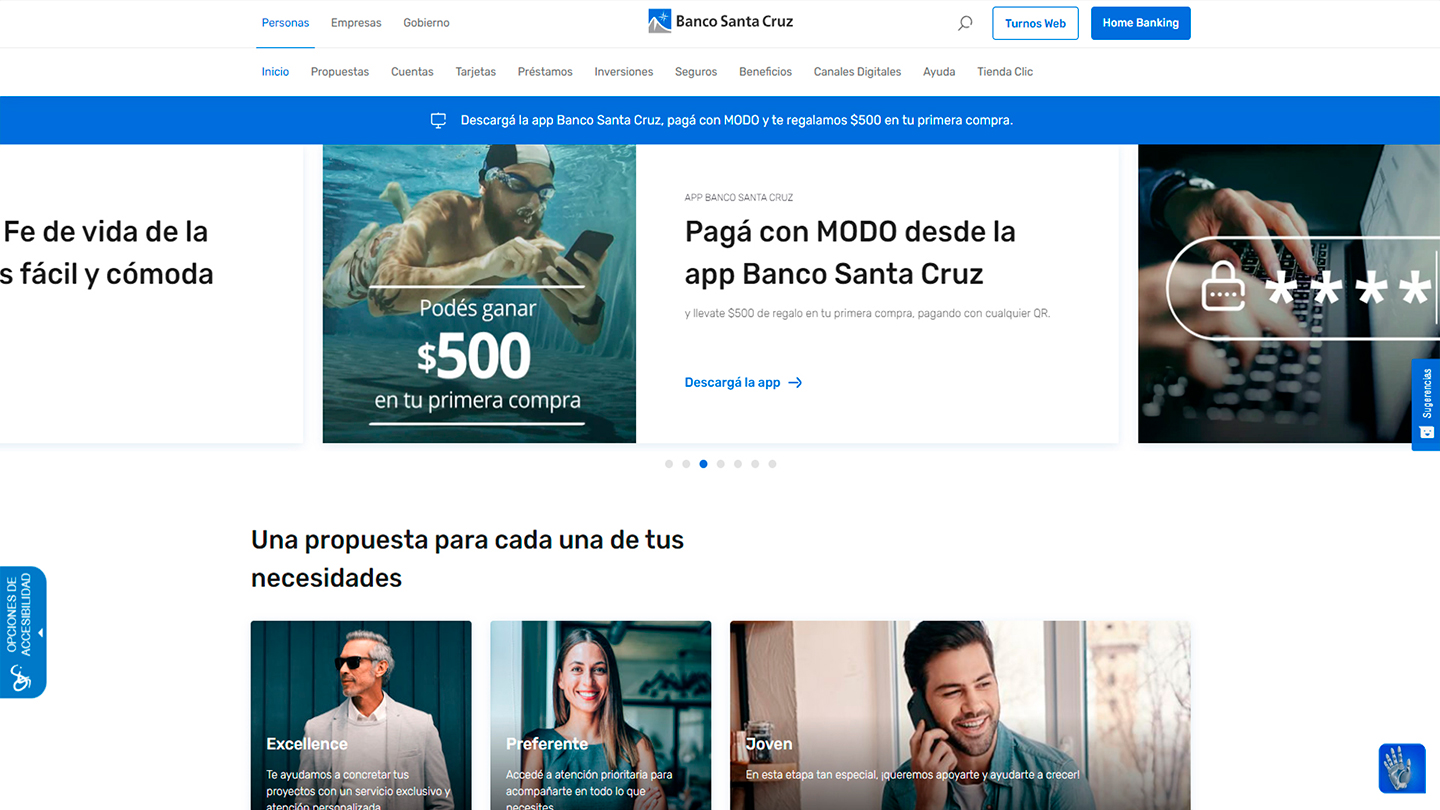 Personas Empresas Gobierno
Banco Santa Cruz
Turnos Web
Home Banking
Inicio Propuestas Cuentas Tarjetas Préstamos Inversiones Seguros Beneficios Canales Digitales Ayuda Tienda Clic
Descargá la app Banco Santa Cruz, pagá con MODO y te regalamos $500 en tu primera compra.
Fe de vida de la
s fácil y cómoda
Podés ganar
$500
en tu primera compra
APP BANCO SANTA CRUZ
Pagá con MODO desde la
app Banco Santa Cruz
y llevate $500 de regalo en tu primera compra, pagando con cualquier QR.
Descargá la app
****
Sugerencias
Una propuesta para cada una de tus
necesidades
OPCIONES DE
ACCESIBILIDAD
Excellence
Te ayudamos a concretar tus
proyectos con un servicio exclusivo y
atención personalizada
Preferente
Accedé a atención prioritaria para
acompañarte en todo lo que
necesites
Joven
En esta etapa tan especial, ¡queremos apoyarte y ayudarte a crecer!